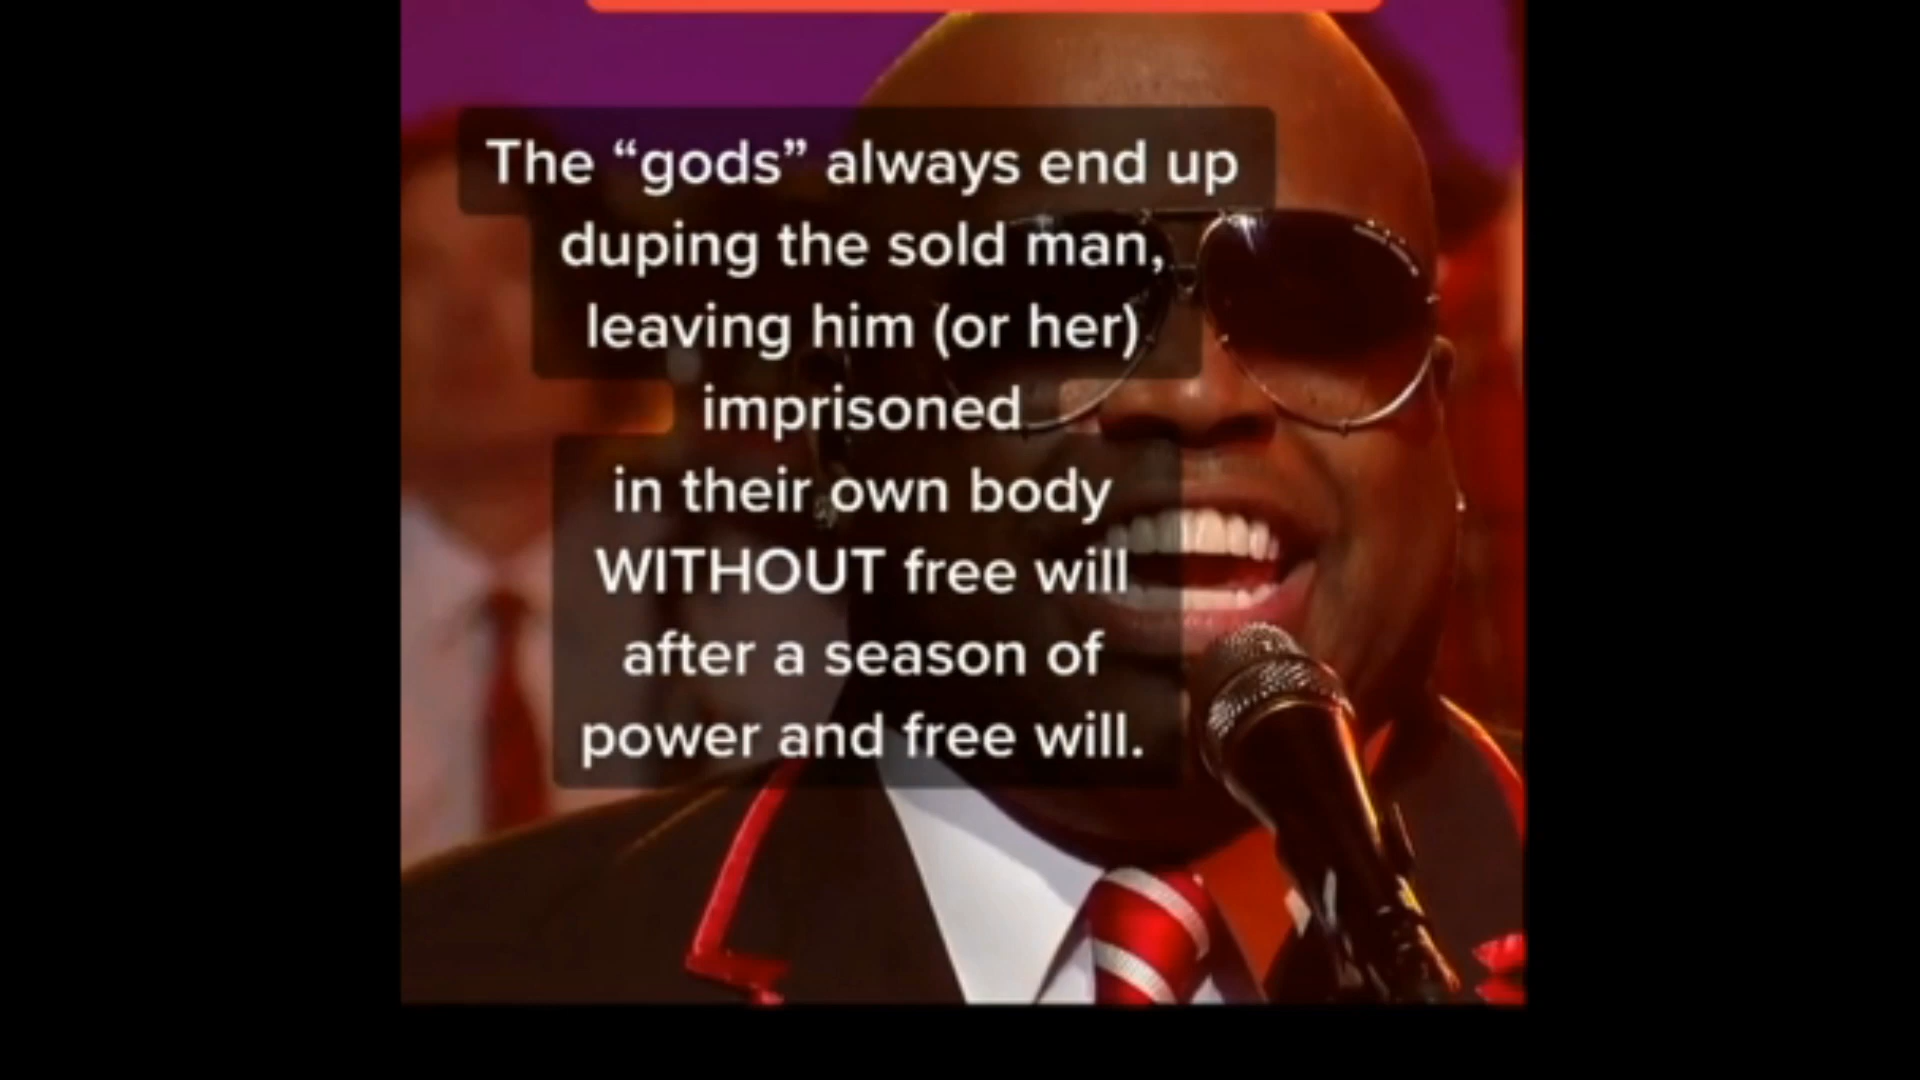 The “gods” always end up
duping the sold man,
leaving him (or her)
imprisoned
in their own body
WITHOUT free will
after a season of
power and free will.